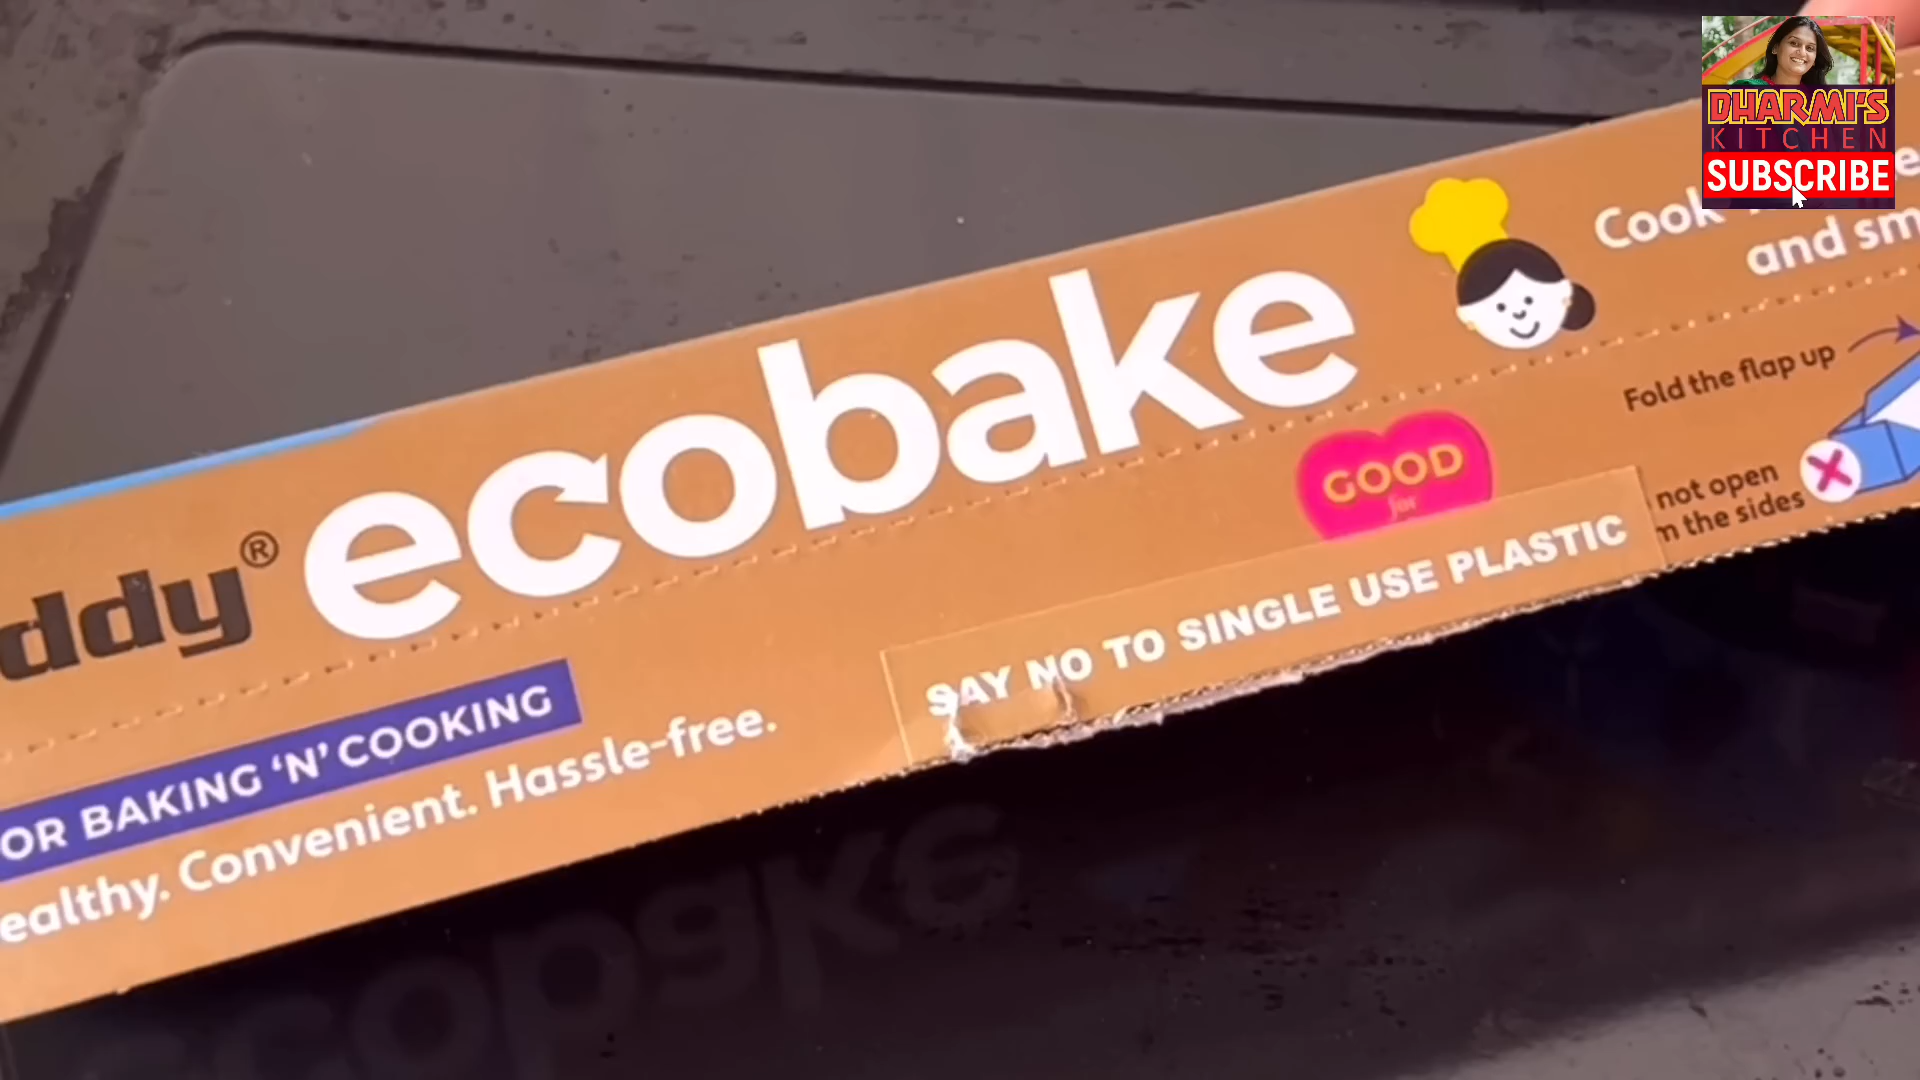 DHARMI'S
KITCHEN
SUBSCRIBE
Cook
and
ddy® ecobake
Fold the flap up
GOOD
for
not open
the sides
SAY NO TO SINGLE USE PLASTIC
OR BAKING 'N' COOKING
ealthy. Convenient. Hassle-free.